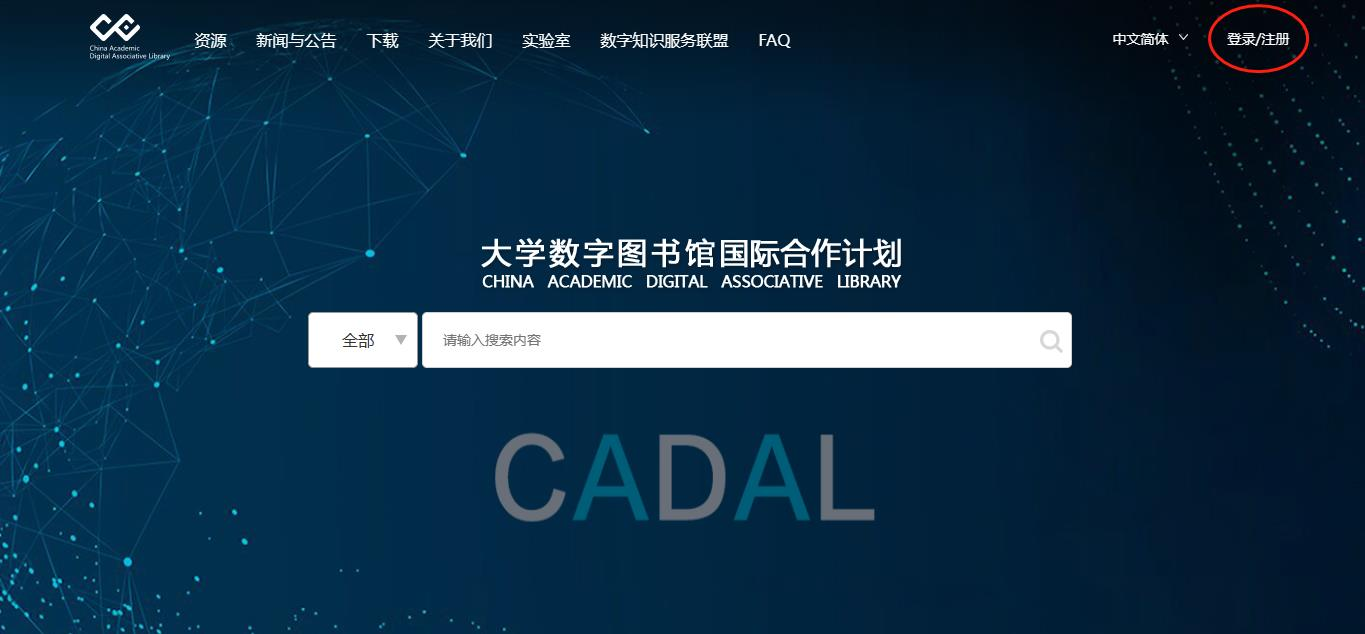 China Academic
Digital Associative Library
资源 新闻与公告 下载 关于我们 实验室 数字知识服务联盟 FAQ 中文简体 登录/注册
大学数字图书馆国际合作计划
CHINA ACADEMIC DIGITAL ASSOCIATIVE LIBRARY
全部 请输入搜索内容
CADAL